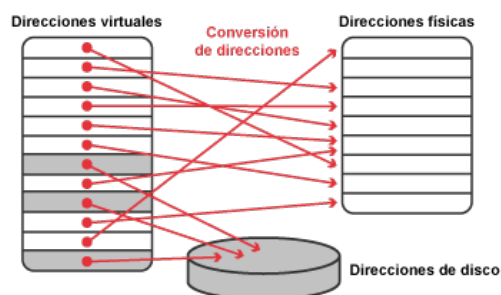 Direcciones virtuales
Conversión
de direcciones
Direcciones físicas
Direcciones de disco